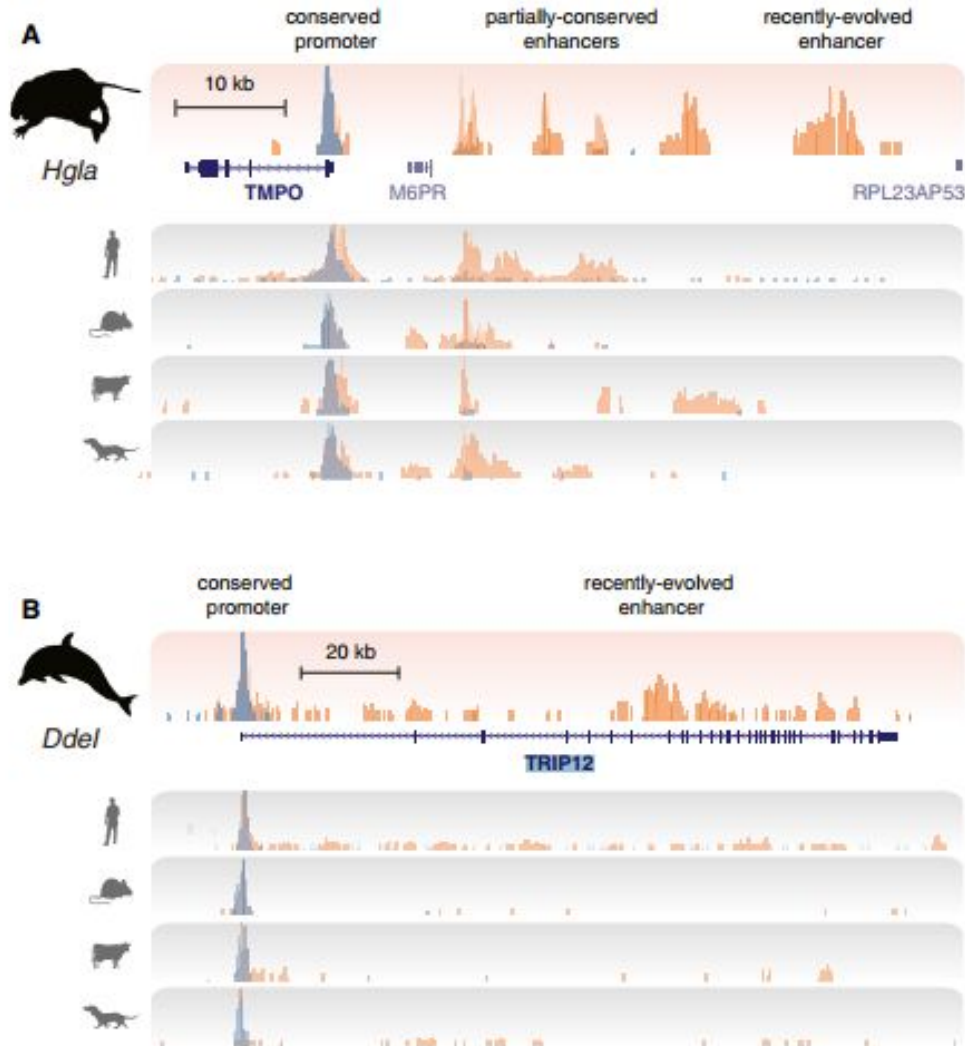 A
conserved
promoter
partially-conserved
enhancers
recently-evolved
enhancer
10 kb
Hgla
TMPO
M6PR
RPL23AP53
B
conserved
promoter
recently-evolved
enhancer
20 kb
Ddel
TRIP12